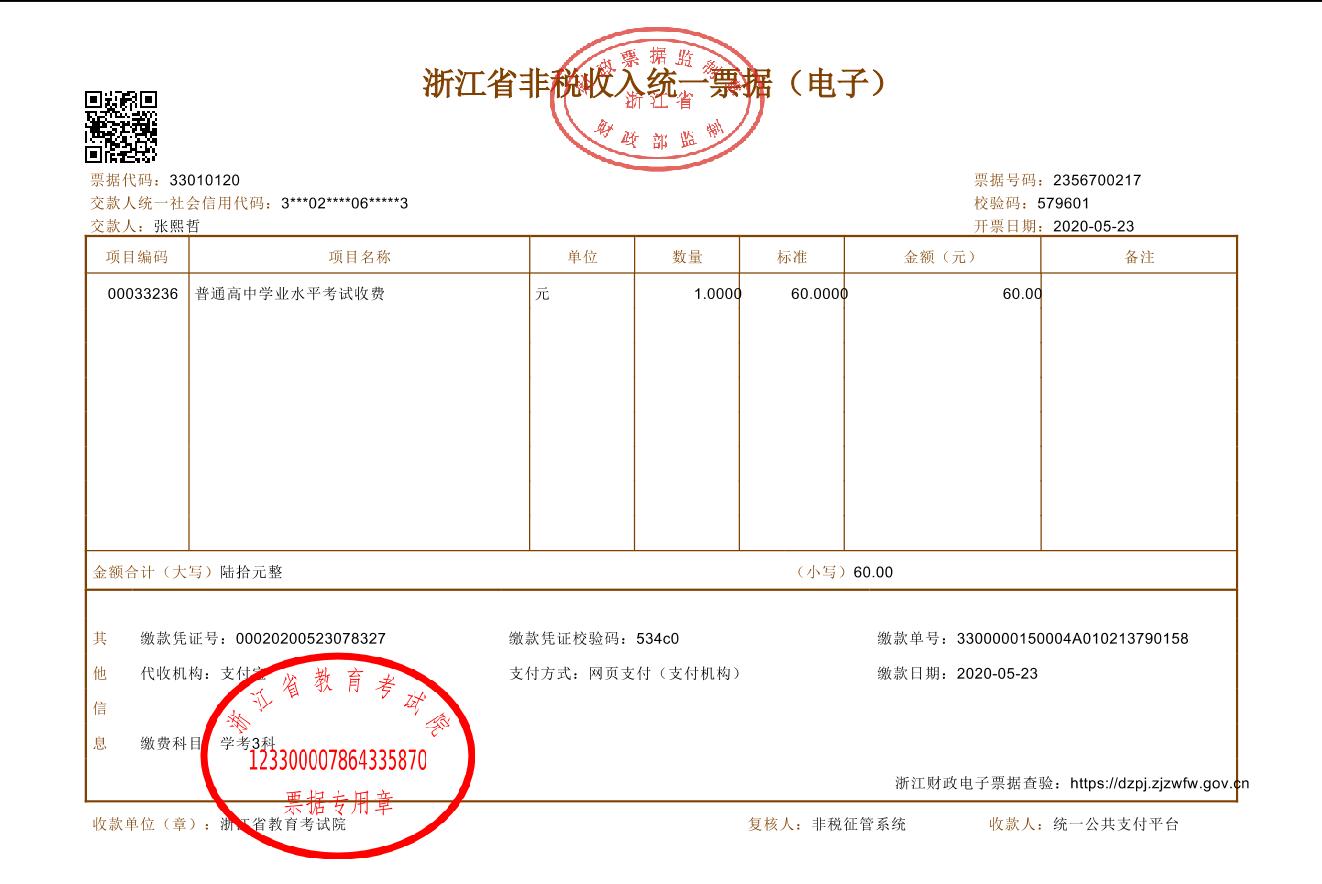 浙江省非税收入统一票据（电子）
财政票据监制章
浙江省
财政部监制
票据代码：33010120
票据号码：2356700217
交款人统一社会信用代码：3***02****06*****3
校验码：579601
交款人：张熙哲
开票日期：2020-05-23
项目编码 项目名称 单位 数量 标准 金额（元） 备注
00033236 普通高中学业水平考试收费 元 1.0000 60.0000 60.00
金额合计（大写）陆拾元整 （小写）60.00
其他信息
缴款凭证号：00020200523078327 缴款凭证校验码：534c0 缴款单号：3300000150004A010213790158
代收机构：支付宝 支付方式：网页支付（支付机构） 缴款日期：2020-05-23
缴费科目：学考3科
浙江省教育考试院
123300007864335870
票据专用章
浙江财政电子票据查验：https://dzpj.zjzwfw.gov.cn
收款单位（章）：浙江省教育考试院 复核人：非税征管系统 收款人：统一公共支付平台